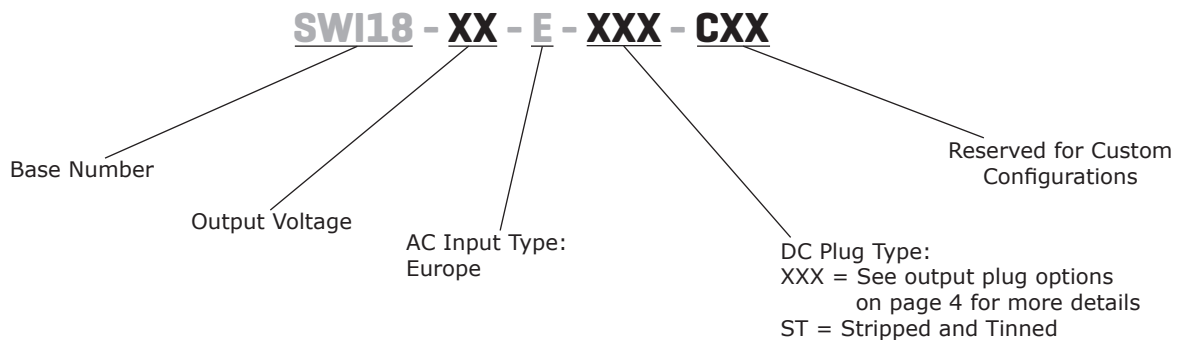 SWI18 - XX - E - XXX - CXX
Base Number
Output Voltage
AC Input Type:
Europe
DC Plug Type:
XXX = See output plug options
on page 4 for more details
ST = Stripped and Tinned
Reserved for Custom
Configurations